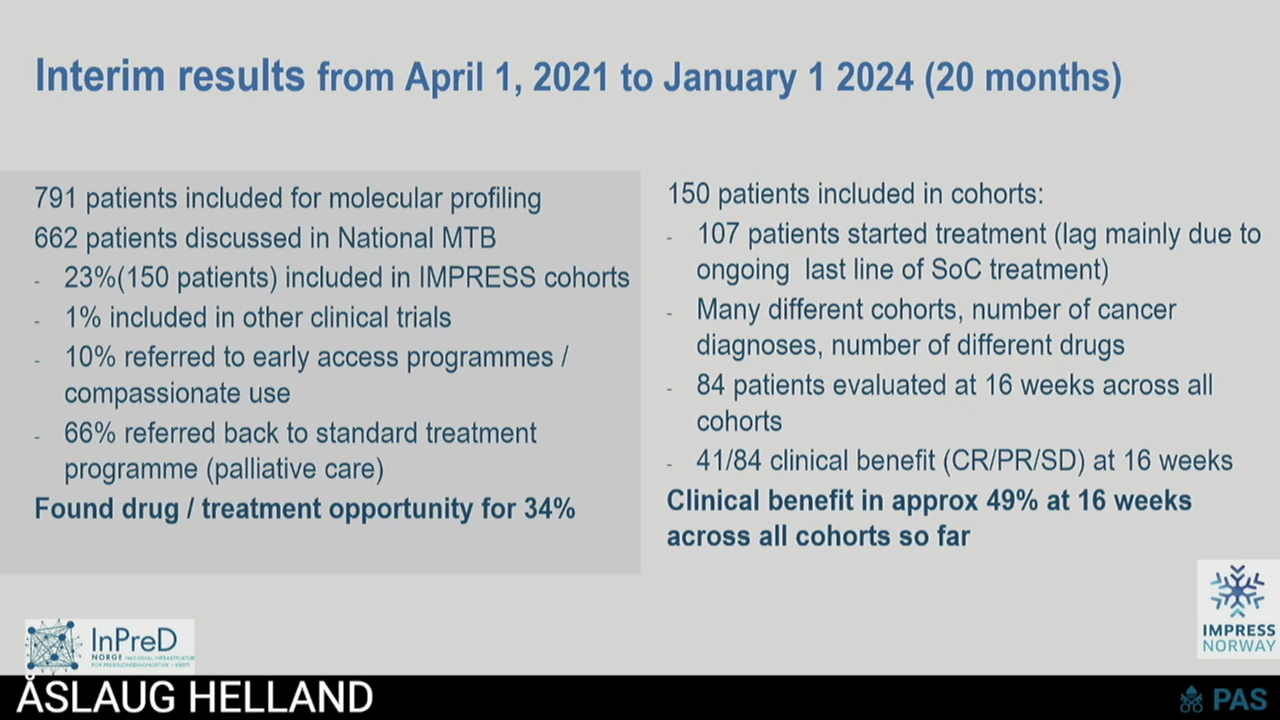 Interim results from April 1, 2021 to January 1 2024 (20 months)
791 patients included for molecular profiling
662 patients discussed in National MTB
- 23%(150 patients) included in IMPRESS cohorts
- 1% included in other clinical trials
- 10% referred to early access programmes /
compassionate use
- 66% referred back to standard treatment
programme (palliative care)
Found drug / treatment opportunity for 34%
150 patients included in cohorts:
- 107 patients started treatment (lag mainly due to
ongoing last line of SoC treatment)
- Many different cohorts, number of cancer
diagnoses, number of different drugs
- 84 patients evaluated at 16 weeks across all
cohorts
- 41/84 clinical benefit (CR/PR/SD) at 16 weeks
Clinical benefit in approx 49% at 16 weeks
across all cohorts so far
InPreD
NORGE NASJONAL INFRASTRUKTUR
FOR PRESISJONSDIAGNOSTIKK - KREFT
IMPRESS
NORWAY
ÅSLAUG HELLAND
PAS